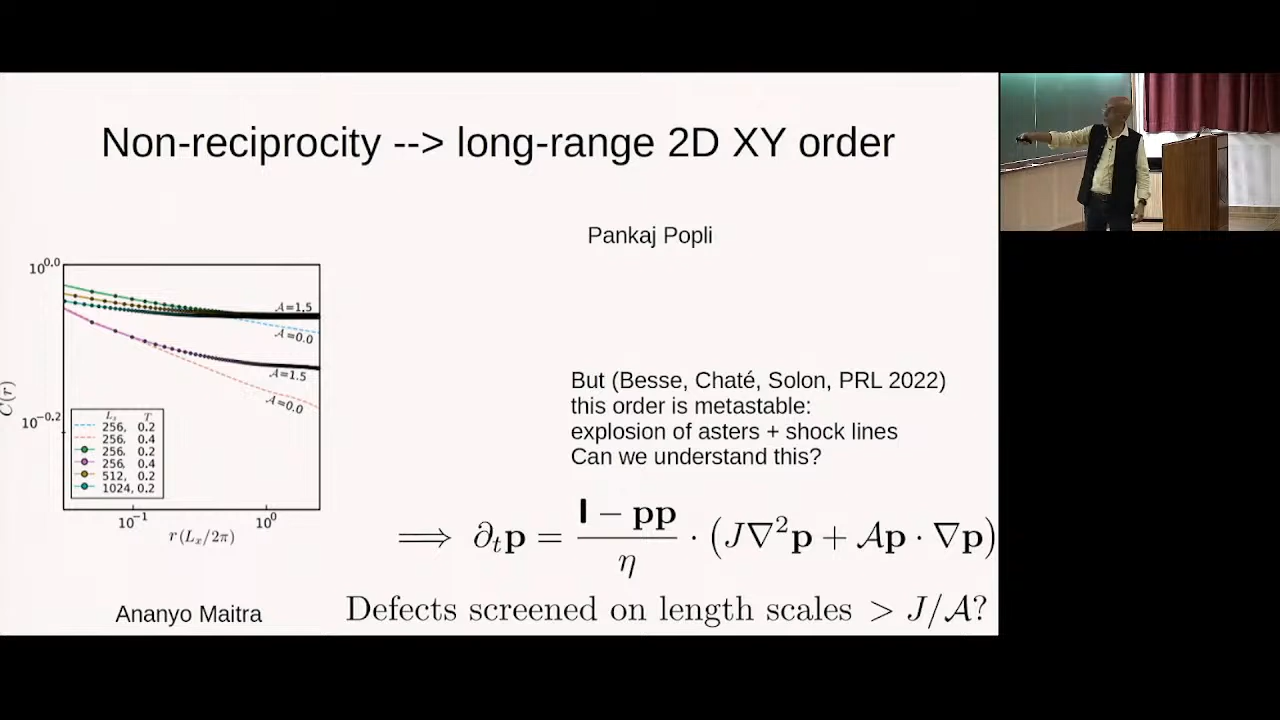 Non-reciprocity --> long-range 2D XY order
Pankaj Popli
10^0.0
10^-0.2
C(r)
𝒜=1.5
𝒜=0.0
𝒜=1.5
𝒜=0.0
L_x T
256, 0.2
256, 0.4
256, 0.2
256, 0.4
512, 0.2
1024, 0.2
10^-1 10^0
r (L_x/2π)
But (Besse, Chaté, Solon, PRL 2022)
this order is metastable:
explosion of asters + shock lines
Can we understand this?
⟹ ∂_t p = (I − pp)/η · (J∇²p + 𝒜p · ∇p)
Ananyo Maitra
Defects screened on length scales > J/𝒜?